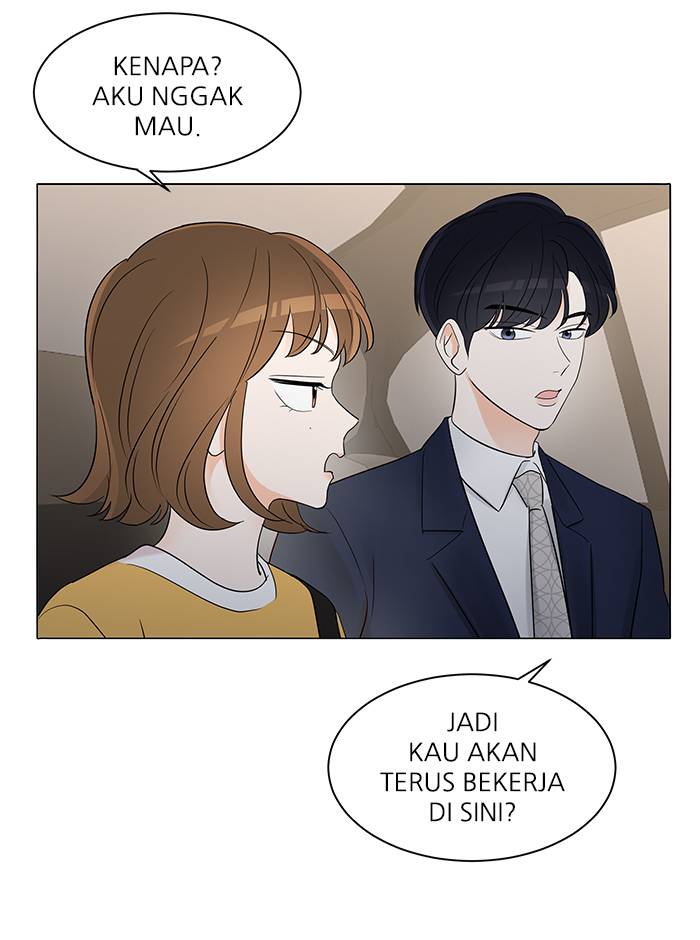 KENAPA?
AKU NGGAK
MAU.
JADI
KAU AKAN
TERUS BEKERJA
DI SINI?